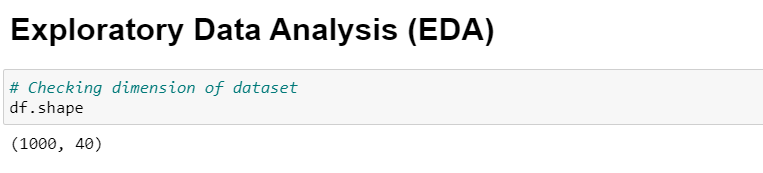 Exploratory Data Analysis (EDA)
# Checking dimension of dataset
df.shape
(1000, 40)